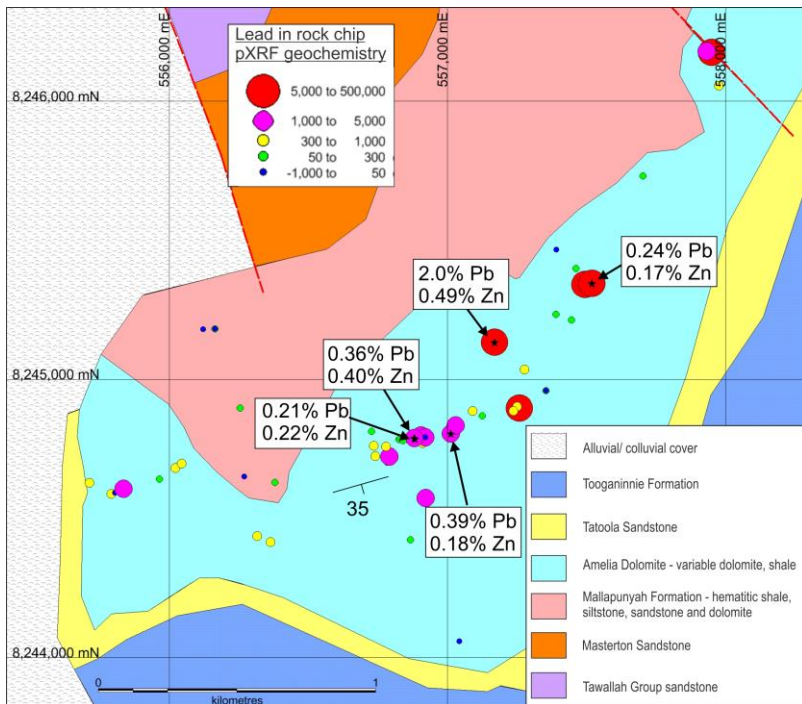 Lead in rock chip
pXRF geochemistry
5,000 to 500,000
1,000 to 5,000
300 to 1,000
50 to 300
-1,000 to 50
556,000 mE
557,000 mE
558,000 mE
8,246,000 mN
8,245,000 mN
8,244,000 mN
0.24% Pb
0.17% Zn
2.0% Pb
0.49% Zn
0.36% Pb
0.40% Zn
0.21% Pb
0.22% Zn
0.39% Pb
0.18% Zn
35
0 1
kilometres
Alluvial/ colluvial cover
Tooganinnie Formation
Tatoola Sandstone
Amelia Dolomite - variable dolomite, shale
Mallapunyah Formation - hematitic shale,
siltstone, sandstone and dolomite
Masterton Sandstone
Tawallah Group sandstone